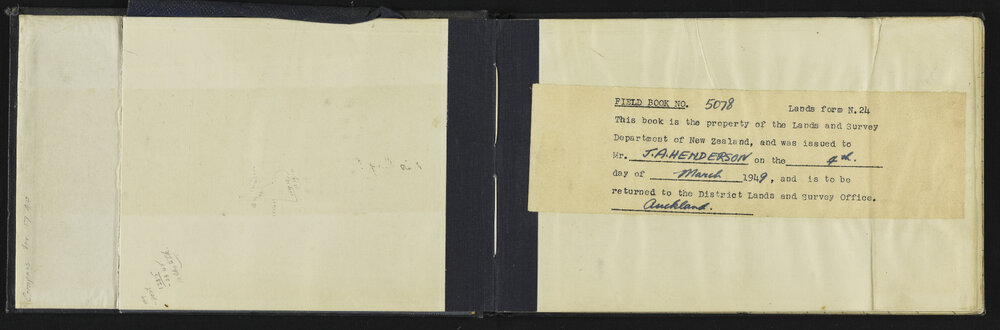 FIELD BOOK NO. 5078 Lands form N.24
This book is the property of the Lands and Survey
Department of New Zealand, and was issued to
Mr. J.A.HENDERSON on the 4th.
day of March 1949, and is to be
returned to the District Lands and Survey Office.
Auckland.